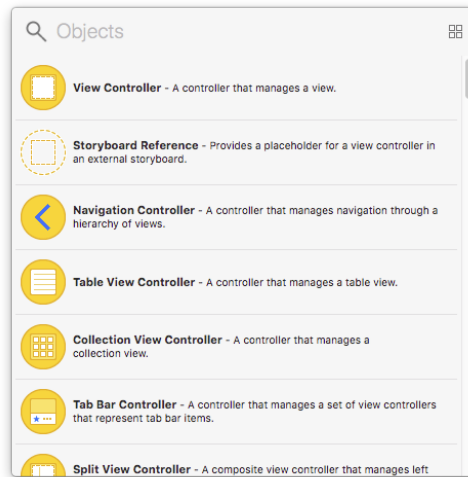 Objects
View Controller - A controller that manages a view.
Storyboard Reference - Provides a placeholder for a view controller in
an external storyboard.
Navigation Controller - A controller that manages navigation through a
hierarchy of views.
Table View Controller - A controller that manages a table view.
Collection View Controller - A controller that manages a
collection view.
Tab Bar Controller - A controller that manages a set of view controllers
that represent tab bar items.
Split View Controller - A composite view controller that manages left